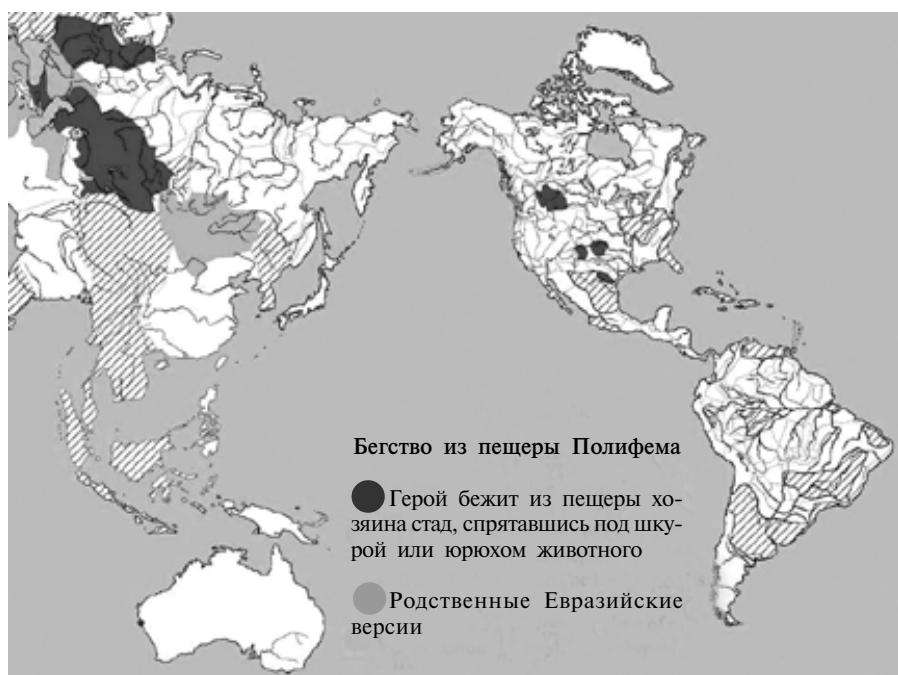 Бегство из пещеры Полифема
Герой бежит из пещеры хо-
зяина стад, спрятавшись под шку-
рой или юрюхом животного
Родственные Евразийские
версии